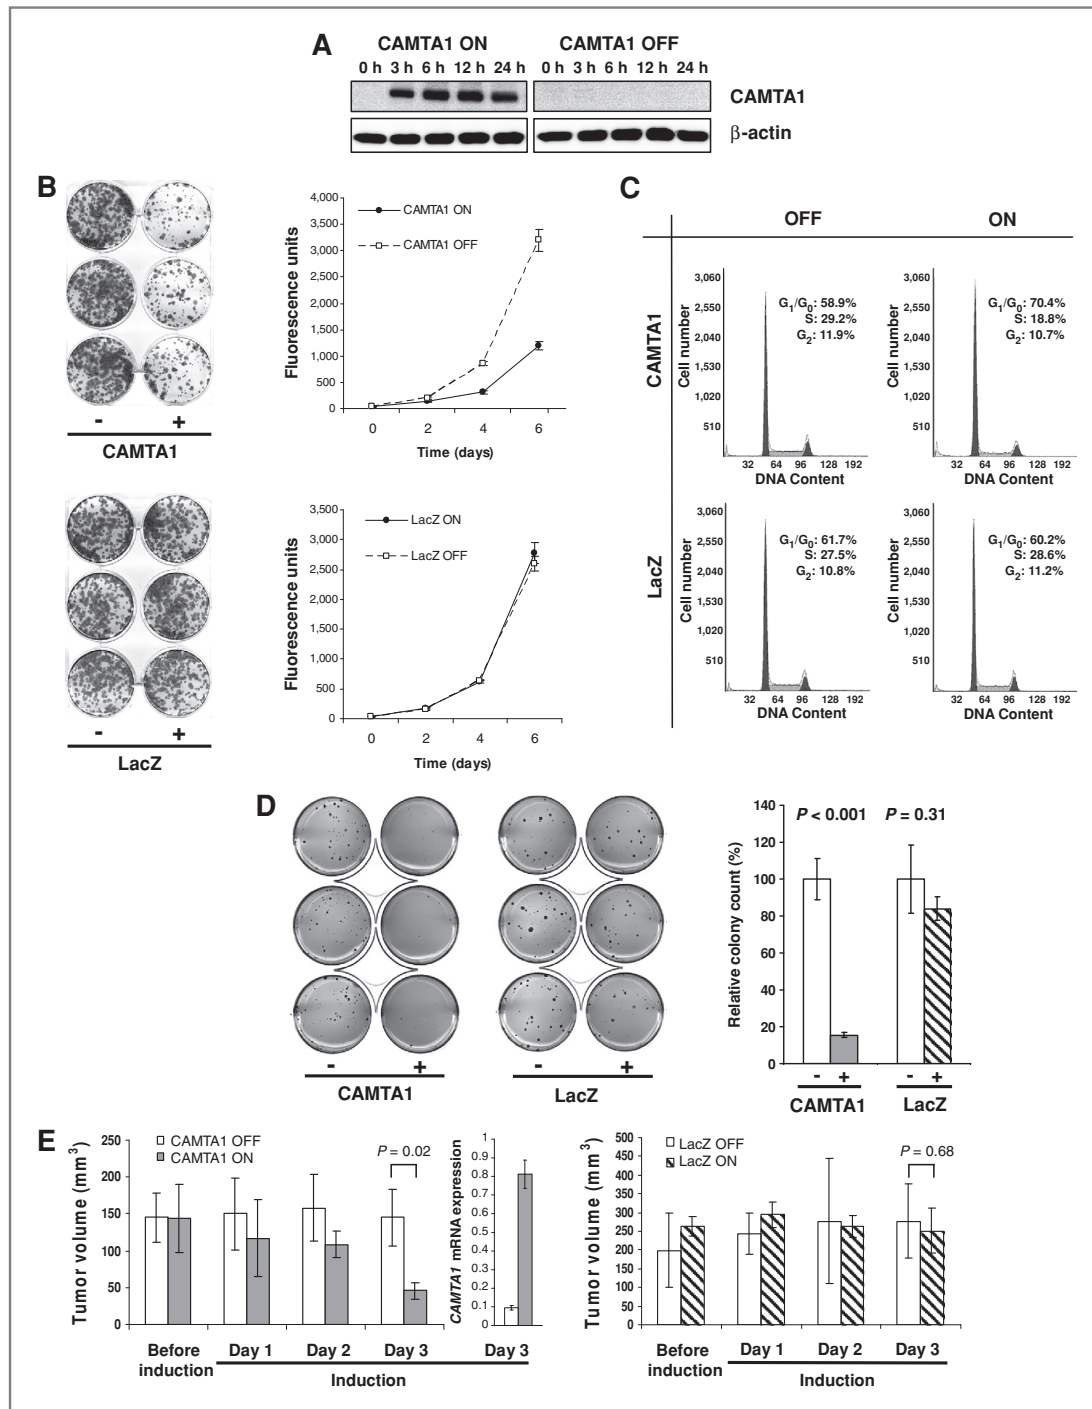 A
CAMTA1 ON
CAMTA1 OFF
0 h 3 h 6 h 12 h 24 h
0 h 3 h 6 h 12 h 24 h
CAMTA1
β-actin
B
- +
CAMTA1
4,000
3,500
3,000
2,500
2,000
1,500
1,000
500
0
Fluorescence units
CAMTA1 ON
CAMTA1 OFF
0 2 4 6
Time (days)
- +
LacZ
3,500
3,000
2,500
2,000
1,500
1,000
500
0
Fluorescence units
LacZ ON
LacZ OFF
0 2 4 6
Time (days)
C
OFF
ON
CAMTA1
LacZ
Cell number
3,060
2,550
2,040
1,530
1,020
510
G1/G0: 58.9%
S: 29.2%
G2: 11.9%
32 64 96 128 192
DNA Content
Cell number
3,060
2,550
2,040
1,530
1,020
510
G1/G0: 70.4%
S: 18.8%
G2: 10.7%
32 64 96 128 192
DNA Content
Cell number
3,060
2,550
2,040
1,530
1,020
510
G1/G0: 61.7%
S: 27.5%
G2: 10.8%
32 64 96 128 192
DNA Content
Cell number
3,060
2,550
2,040
1,530
1,020
510
G1/G0: 60.2%
S: 28.6%
G2: 11.2%
32 64 96 128 192
DNA Content
D
- +
CAMTA1
- +
LacZ
Relative colony count (%)
140
120
100
80
60
40
20
0
P < 0.001
P = 0.31
- +
CAMTA1
- +
LacZ
E
Tumor volume (mm3)
250
200
150
100
50
0
CAMTA1 OFF
CAMTA1 ON
P = 0.02
Before induction
Day 1
Day 2
Day 3
Induction
CAMTA1 mRNA expression
1
0.9
0.8
0.7
0.6
0.5
0.4
0.3
0.2
0.1
0
Day 3
Tumor volume (mm3)
500
450
400
350
300
250
200
150
100
50
0
LacZ OFF
LacZ ON
P = 0.68
Before induction
Day 1
Day 2
Day 3
Induction